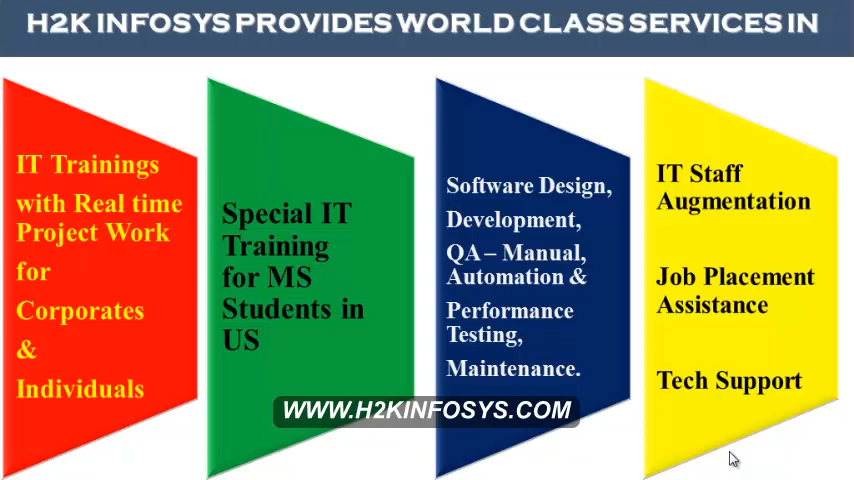 H2K INFOSYS PROVIDES WORLD CLASS SERVICES IN
IT Trainings
with Real time
Project Work
for
Corporates
&
Individuals
Special IT
Training
for MS
Students in
US
Software Design,
Development,
QA – Manual,
Automation &
Performance
Testing,
Maintenance.
IT Staff
Augmentation
Job Placement
Assistance
Tech Support
WWW.H2KINFOSYS.COM